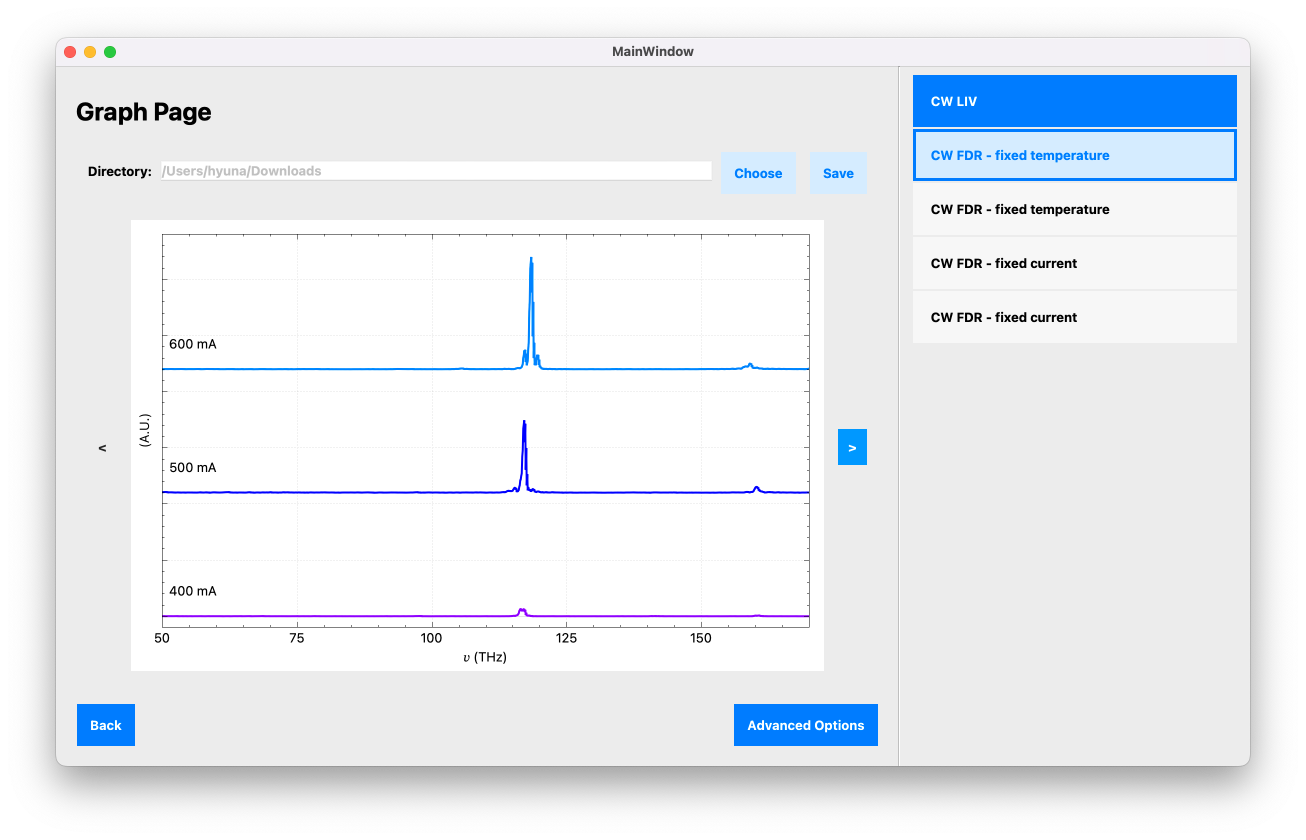 MainWindow
Graph Page
Directory: /Users/hyuna/Downloads Choose Save
600 mA
(A.U.)
500 mA
400 mA
50 75 100 125 150
υ (THz)
<
>
Back
Advanced Options
CW LIV
CW FDR - fixed temperature
CW FDR - fixed temperature
CW FDR - fixed current
CW FDR - fixed current